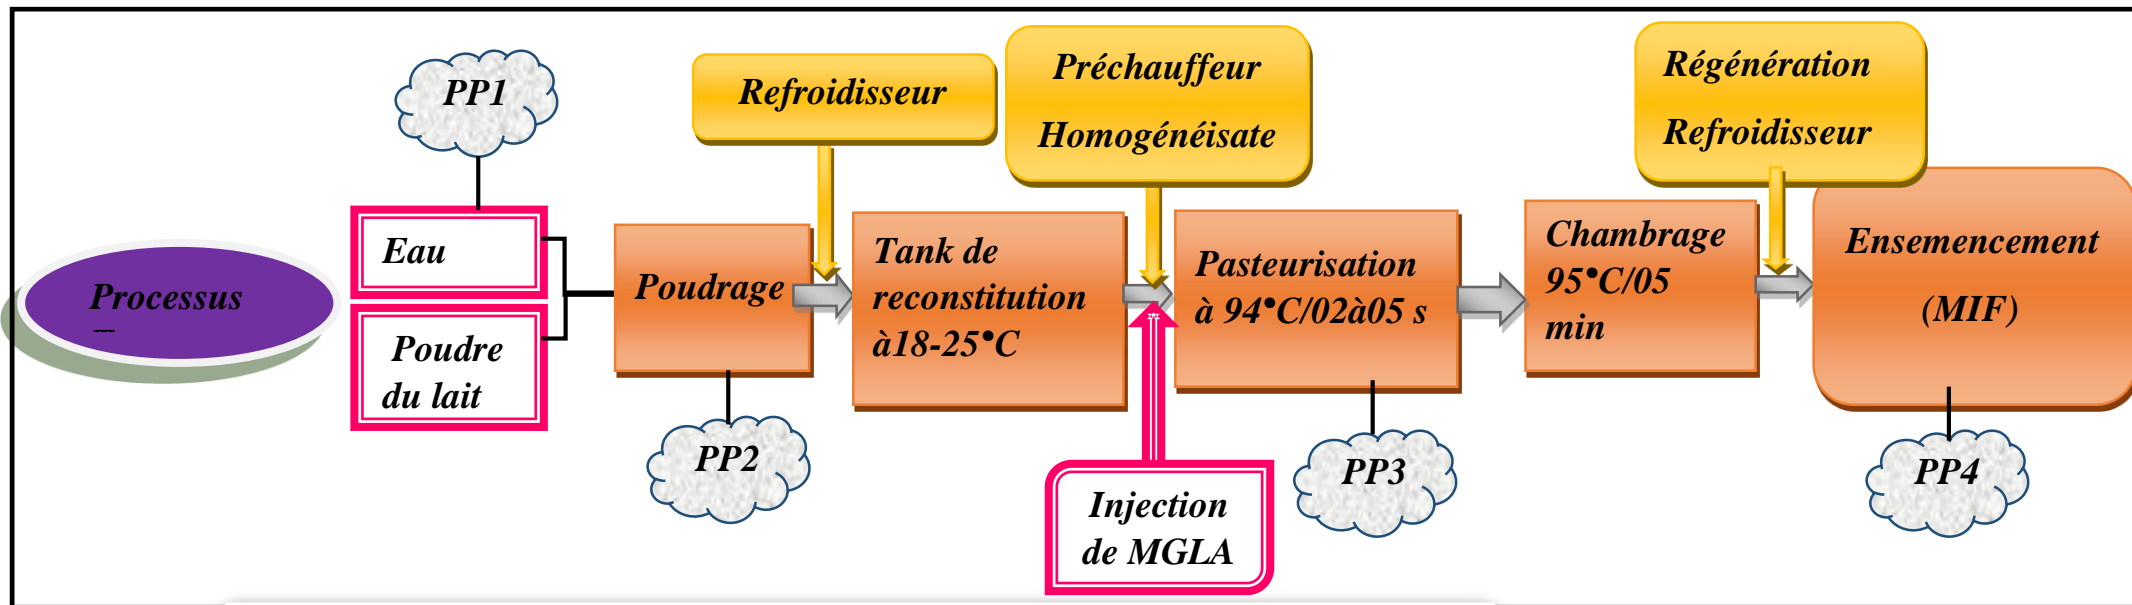 Processus
PP1
Eau
Poudre
du lait
Poudrage
PP2
Refroidisseur
Tank de
reconstitution
à18-25°C
Préchauffeur
Homogénéisate
Injection
de MGLA
Pasteurisation
à 94°C/02à05 s
PP3
Chambrage
95°C/05
min
Régénération
Refroidisseur
Ensemencement
(MIF)
PP4